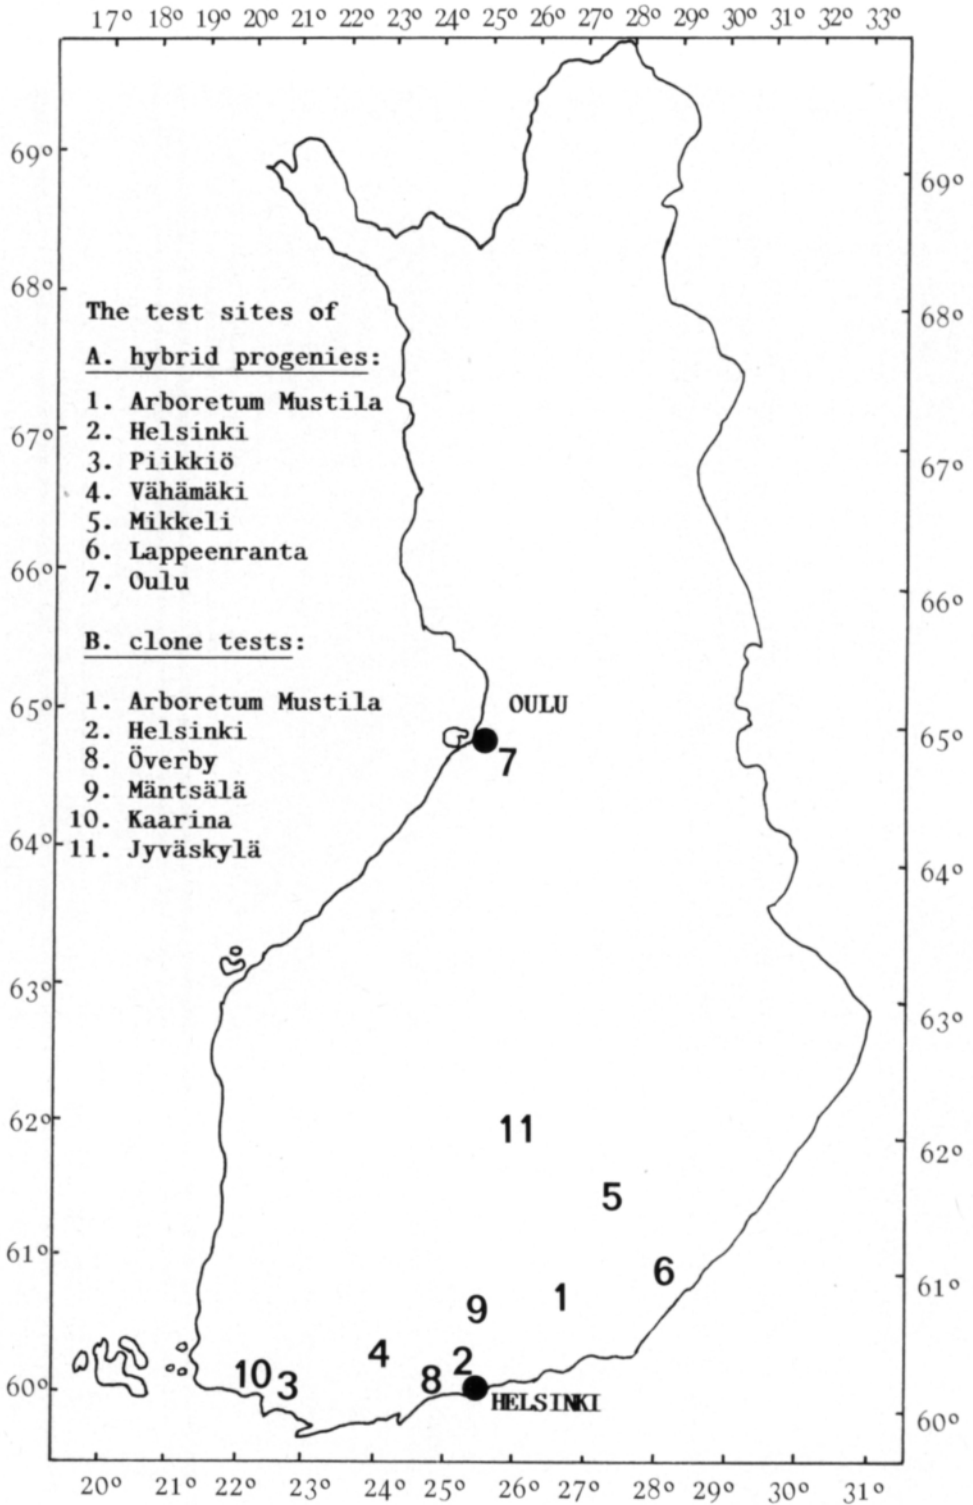 17° 18° 19° 20° 21° 22° 23° 24° 25° 26° 27° 28° 29° 30° 31° 32° 33°
69°
69°
68°
68°
The test sites of
A. hybrid progenies:
1. Arboretum Mustila
2. Helsinki
67°
67°
3. Piikkiö
4. Vähämäki
5. Mikkeli
6. Lappeenranta
66°
7. Oulu
66°
B. clone tests:
1. Arboretum Mustila
65°
OULU
2. Helsinki
65°
8. Överby
7
9. Mäntsälä
10. Kaarina
64°
11. Jyväskylä
64°
63°
63°
62°
11
62°
5
61°
6
61°
1
9
4
2
10
3
8
60°
HELSINKI
60°
20° 21° 22° 23° 24° 25° 26° 27° 28° 29° 30° 31°